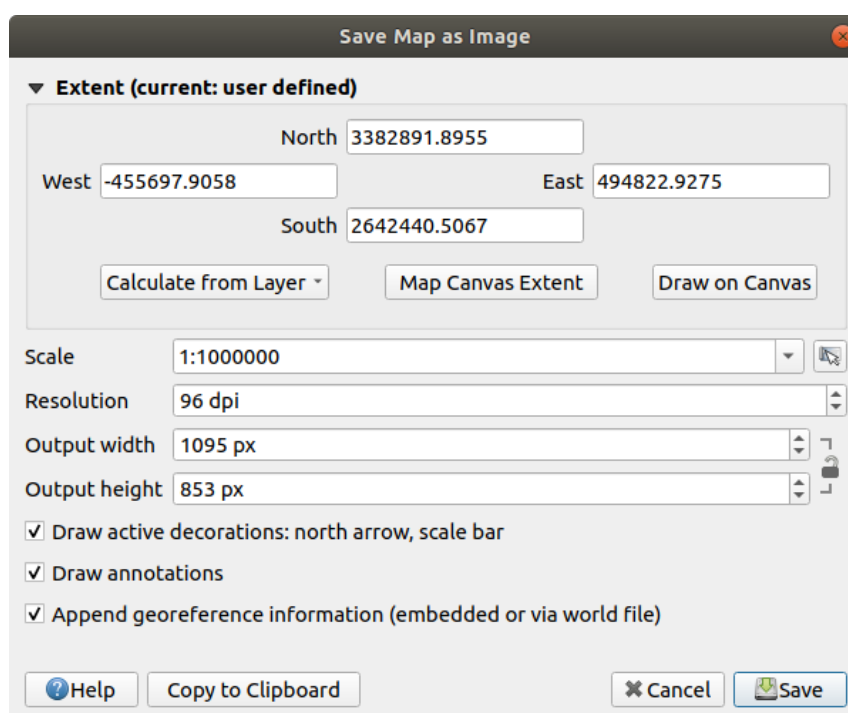 Save Map as Image
Extent (current: user defined)
North 3382891.8955
West -455697.9058 East 494822.9275
South 2642440.5067
Calculate from Layer Map Canvas Extent Draw on Canvas
Scale 1:1000000
Resolution 96 dpi
Output width 1095 px
Output height 853 px
Draw active decorations: north arrow, scale bar
Draw annotations
Append georeference information (embedded or via world file)
Help Copy to Clipboard Cancel Save